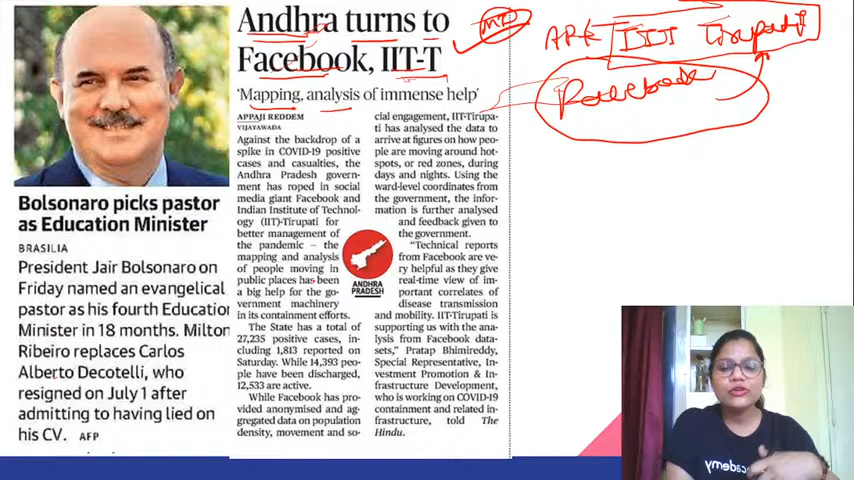 Bolsonaro picks pastor
as Education Minister
BRASILIA
President Jair Bolsonaro on
Friday named an evangelical
pastor as his fourth Education
Minister in 18 months. Milton
Ribeiro replaces Carlos
Alberto Decotelli, who
resigned on July 1 after
admitting to having lied on
his CV. AFP
Andhra turns to
Facebook, IIT-T
'Mapping, analysis of immense help'
APPAJI REDDEM
VIJAYAWADA
Against the backdrop of a
spike in COVID-19 positive
cases and casualties, the
Andhra Pradesh govern-
ment has roped in social
media giant Facebook and
Indian Institute of Technol-
ogy (IIT)-Tirupati for
better management of
the pandemic – the
mapping and analysis
of people moving in
public places has been
a big help for the go-
vernment machinery
in its containment efforts.
The State has a total of
27,235 positive cases, in-
cluding 1,813 reported on
Saturday. While 14,393 peo-
ple have been discharged,
12,533 are active.
While Facebook has pro-
vided anonymised and ag-
gregated data on population
density, movement and so-
cial engagement, IIT-Tirupa-
ti has analysed the data to
arrive at figures on how peo-
ple are moving around hot-
spots, or red zones, during
days and nights. Using the
ward-level coordinates from
the government, the infor-
mation is further analysed
and feedback given to
the government.
"Technical reports
from Facebook are ve-
ry helpful as they give
real-time view of im-
portant correlates of
disease transmission
and mobility. IIT-Tirupati is
supporting us with the ana-
lysis from Facebook data-
sets," Pratap Bhimireddy,
Special Representative, In-
vestment Promotion & In-
frastructure Development,
who is working on COVID-19
containment and related in-
frastructure, told The
Hindu.
ANDHRA
PRADESH
Tirupati
Facebook
academy